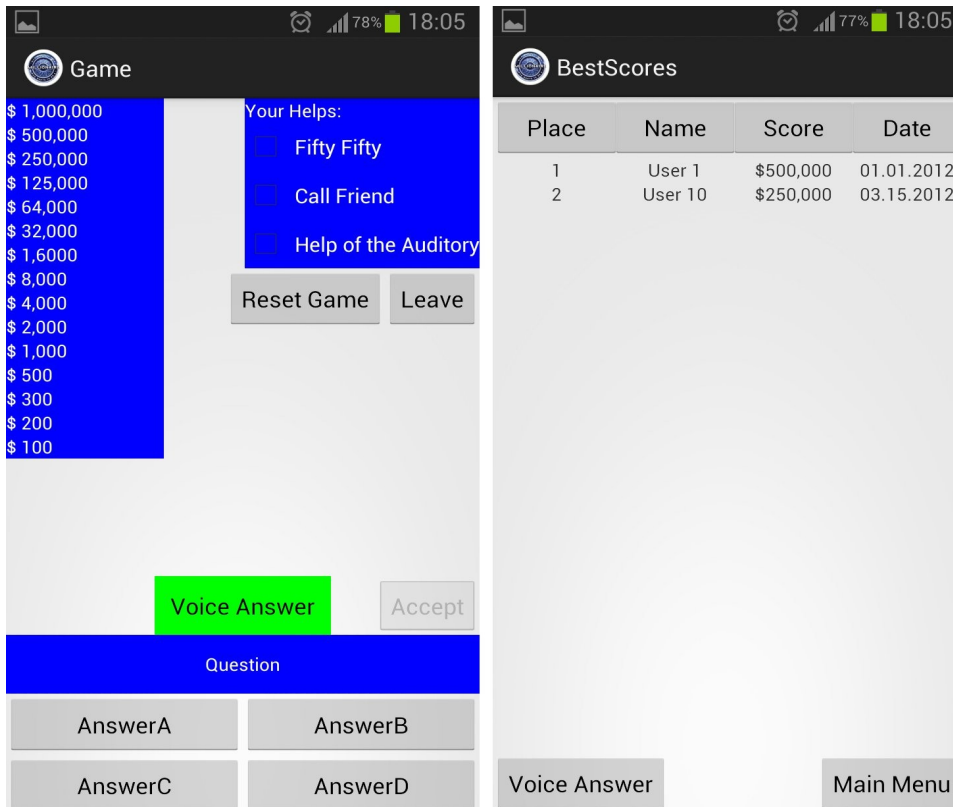 78% 18:05
Game
$ 1,000,000
$ 500,000
$ 250,000
$ 125,000
$ 64,000
$ 32,000
$ 1,6000
$ 8,000
$ 4,000
$ 2,000
$ 1,000
$ 500
$ 300
$ 200
$ 100
Your Helps:
Fifty Fifty
Call Friend
Help of the Auditory
Reset Game Leave
Voice Answer Accept
Question
AnswerA AnswerB
AnswerC AnswerD
77% 18:05
BestScores
Place Name Score Date
1 User 1 $500,000 01.01.2012
2 User 10 $250,000 03.15.2012
Voice Answer Main Menu